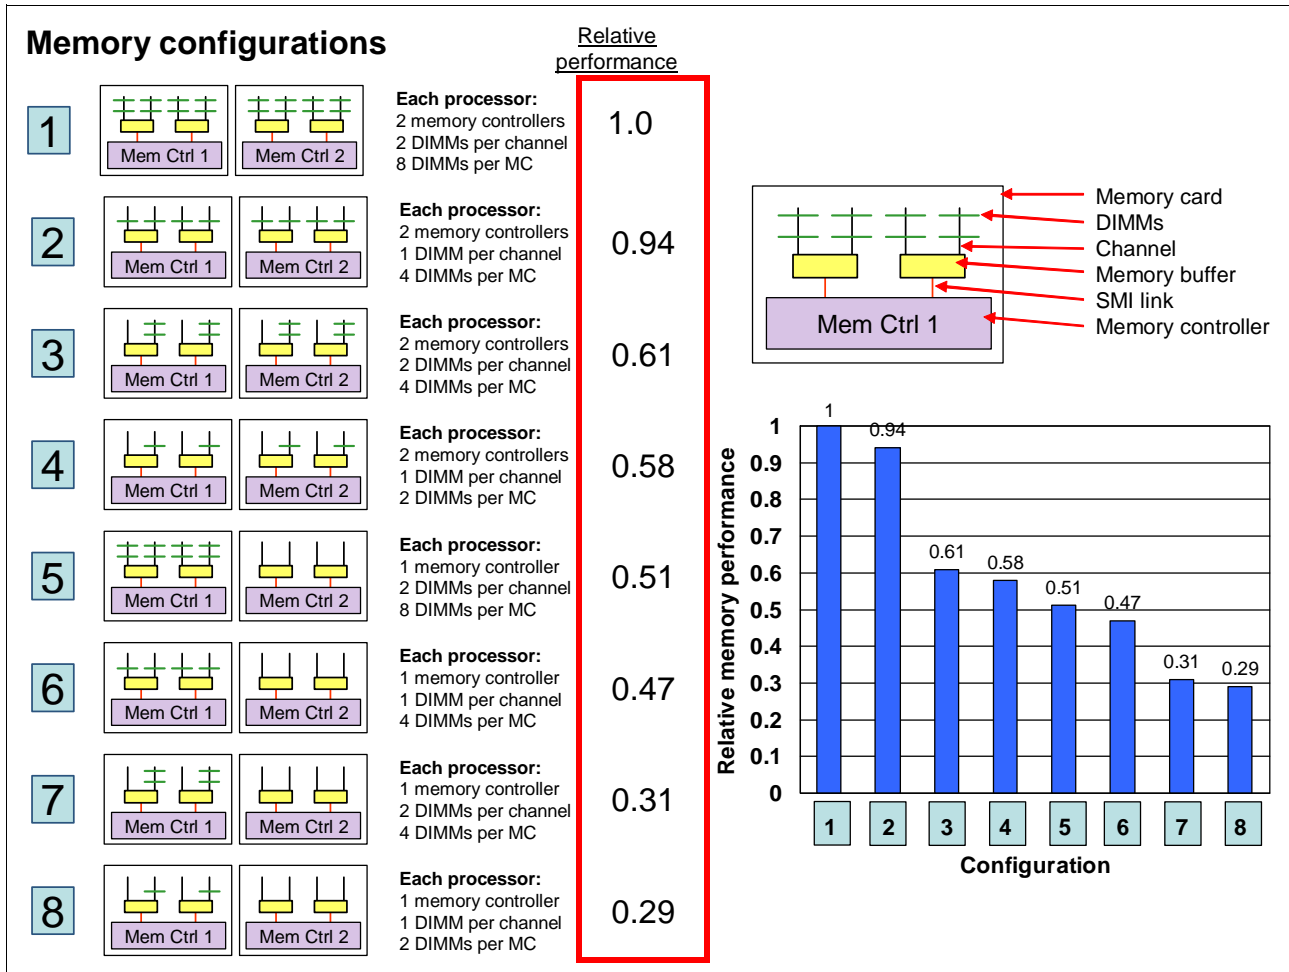 Memory configurations
Relative
performance
1
Mem Ctrl 1
Mem Ctrl 2
Each processor:
2 memory controllers
2 DIMMs per channel
8 DIMMs per MC
1.0
2
Mem Ctrl 1
Mem Ctrl 2
Each processor:
2 memory controllers
1 DIMM per channel
4 DIMMs per MC
0.94
3
Mem Ctrl 1
Mem Ctrl 2
Each processor:
2 memory controllers
2 DIMMs per channel
4 DIMMs per MC
0.61
4
Mem Ctrl 1
Mem Ctrl 2
Each processor:
2 memory controllers
1 DIMM per channel
2 DIMMs per MC
0.58
5
Mem Ctrl 1
Mem Ctrl 2
Each processor:
1 memory controller
2 DIMMs per channel
8 DIMMs per MC
0.51
6
Mem Ctrl 1
Mem Ctrl 2
Each processor:
1 memory controller
1 DIMM per channel
4 DIMMs per MC
0.47
7
Mem Ctrl 1
Mem Ctrl 2
Each processor:
1 memory controller
2 DIMMs per channel
4 DIMMs per MC
0.31
8
Mem Ctrl 1
Mem Ctrl 2
Each processor:
1 memory controller
1 DIMM per channel
2 DIMMs per MC
0.29
Mem Ctrl 1
Memory card
DIMMs
Channel
Memory buffer
SMI link
Memory controller
Relative memory performance
1
0.9
0.8
0.7
0.6
0.5
0.4
0.3
0.2
0.1
0
1
0.94
0.61
0.58
0.51
0.47
0.31
0.29
1 2 3 4 5 6 7 8
Configuration